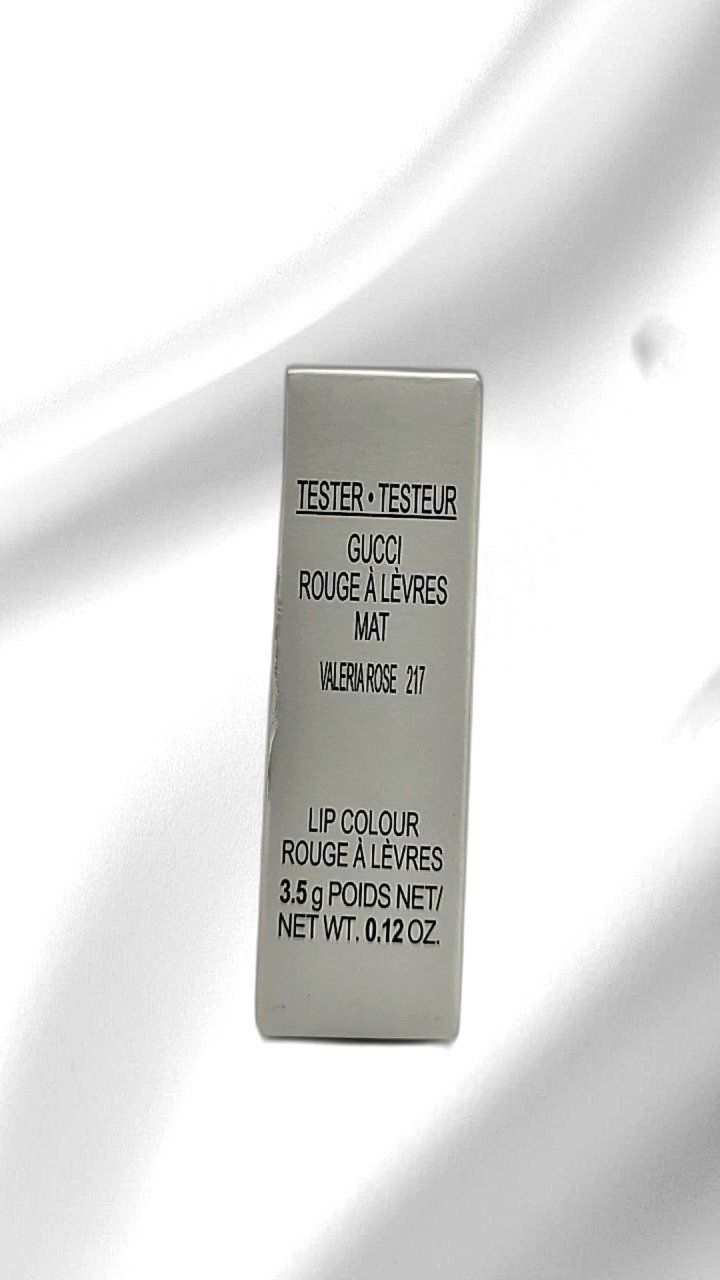 TESTER • TESTEUR
GUCCI
ROUGE À LÈVRES
MAT
VALERIA ROSE 217
LIP COLOUR
ROUGE À LÈVRES
3.5 g POIDS NET/
NET WT. 0.12 OZ.